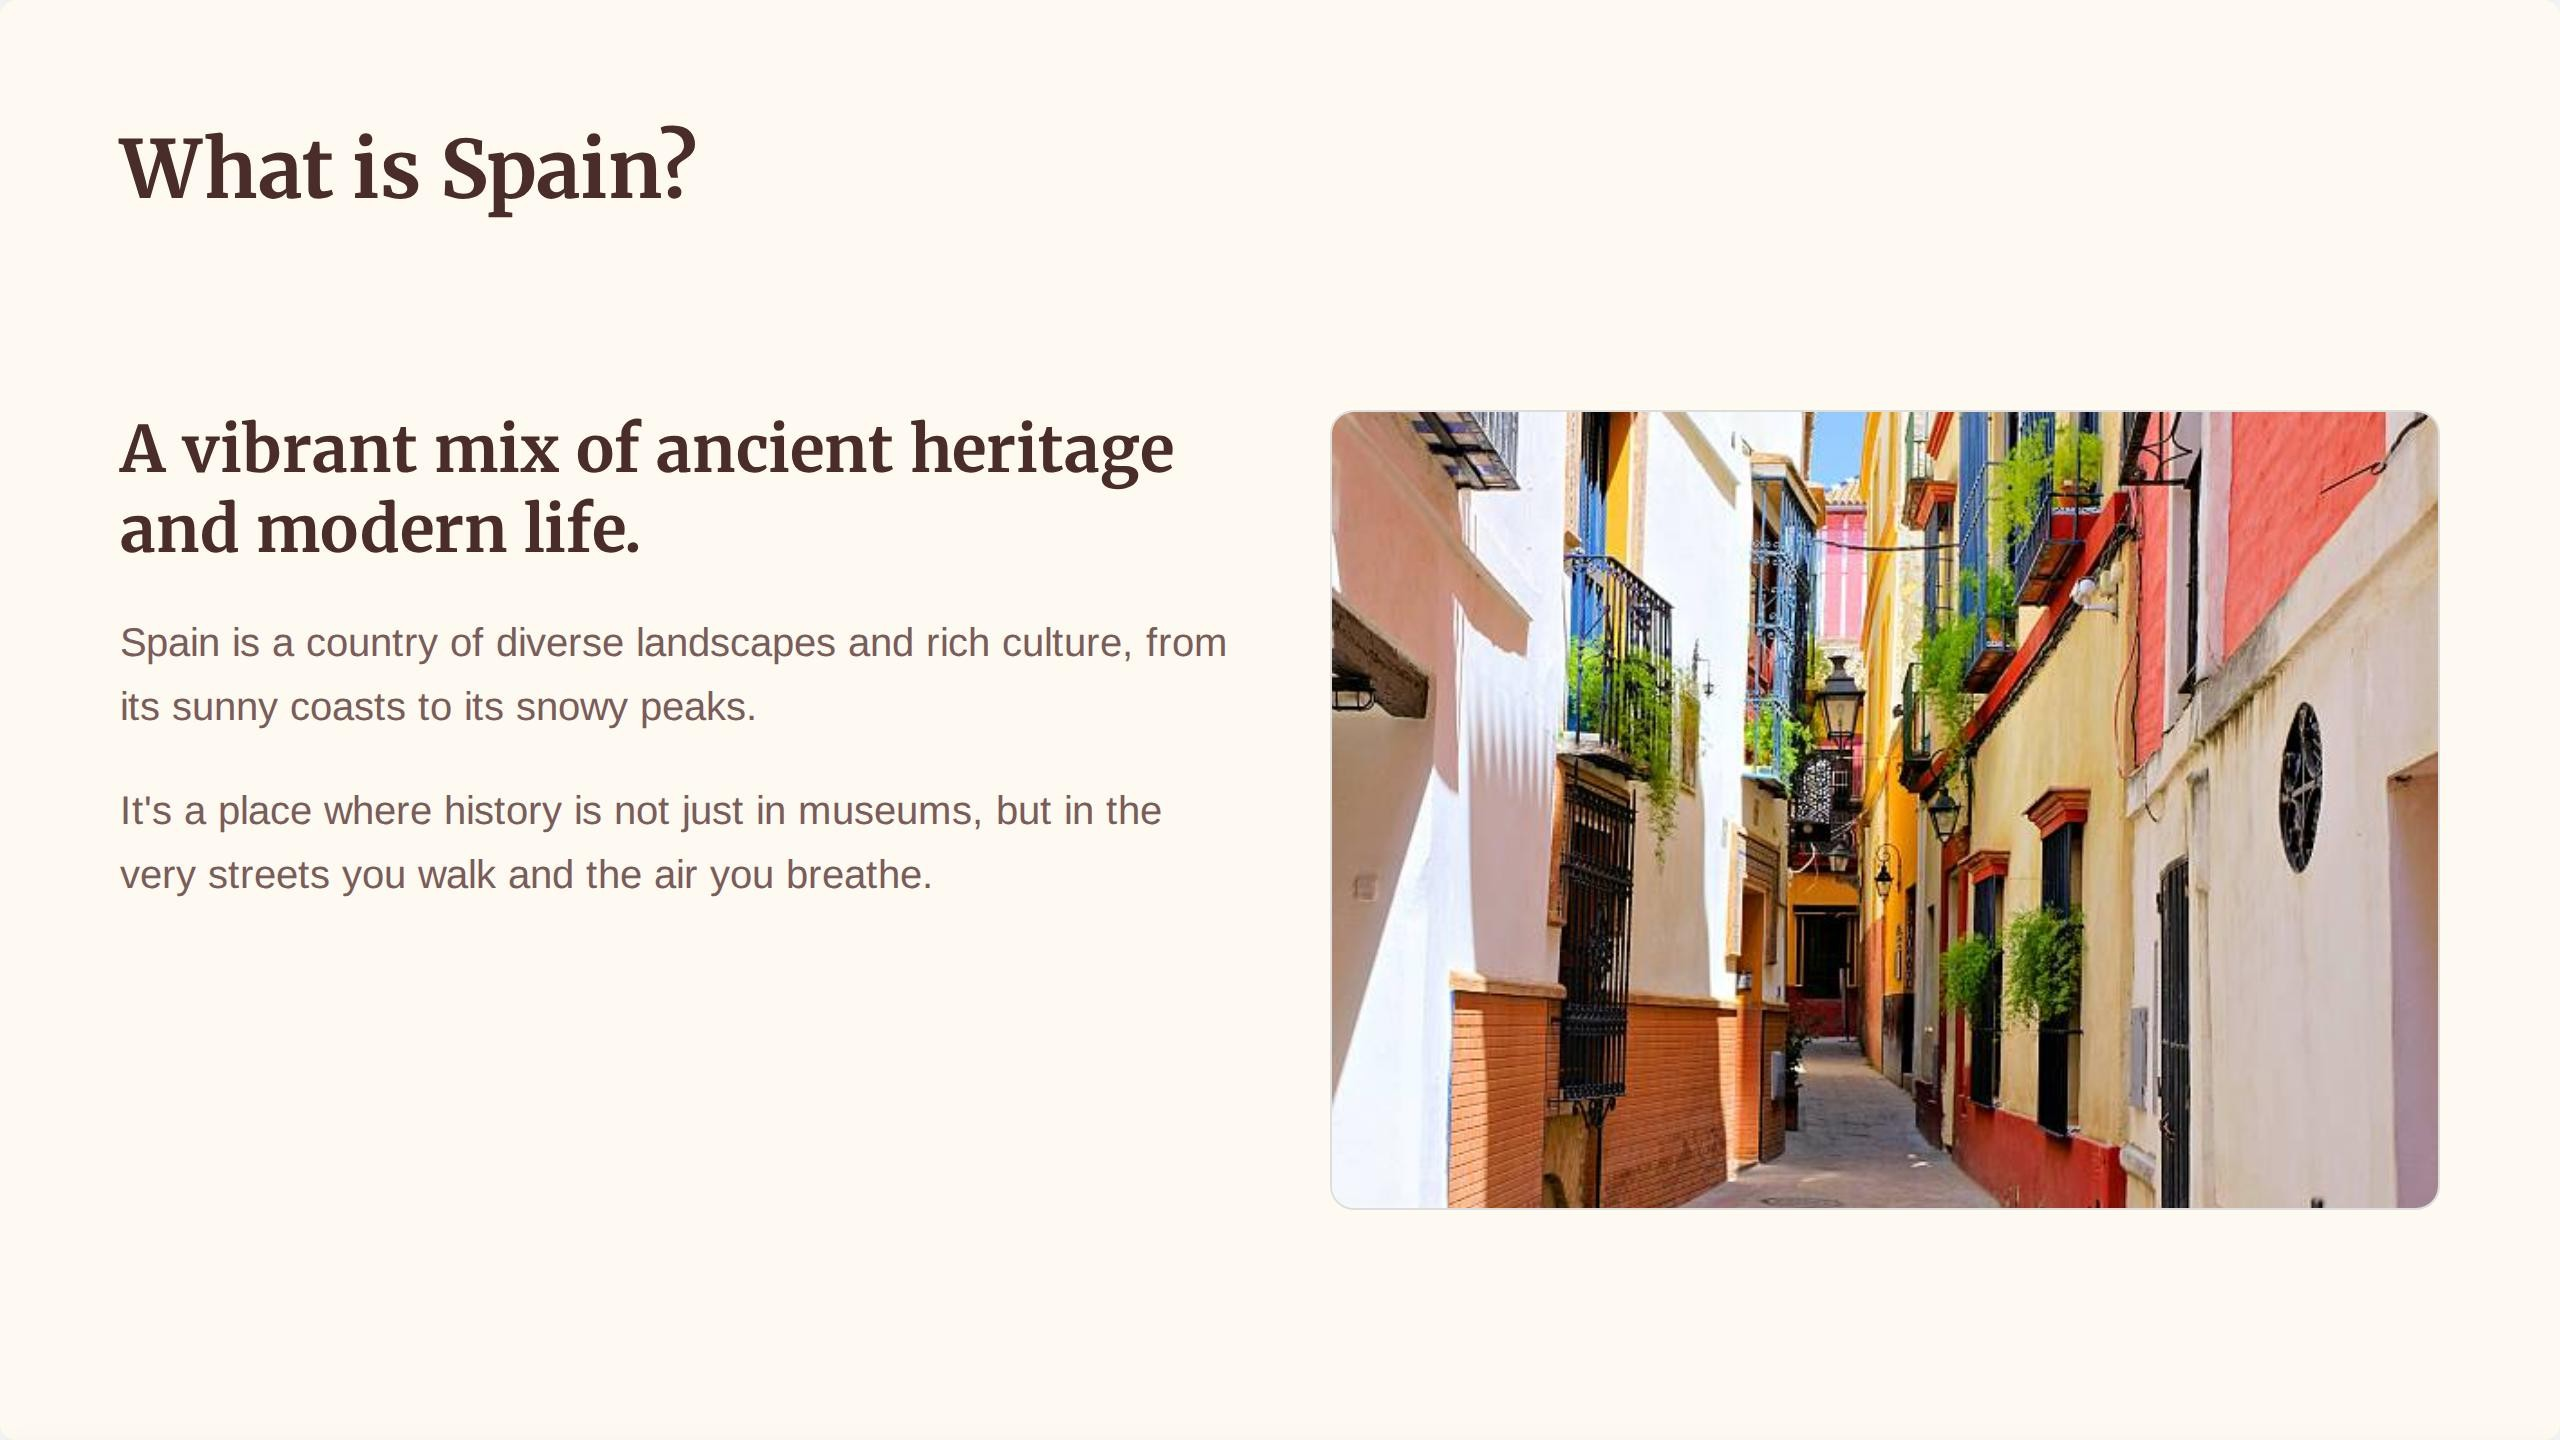 What is Spain?
A vibrant mix of ancient heritage
and modern life.
Spain is a country of diverse landscapes and rich culture, from
its sunny coasts to its snowy peaks.
It's a place where history is not just in museums, but in the
very streets you walk and the air you breathe.